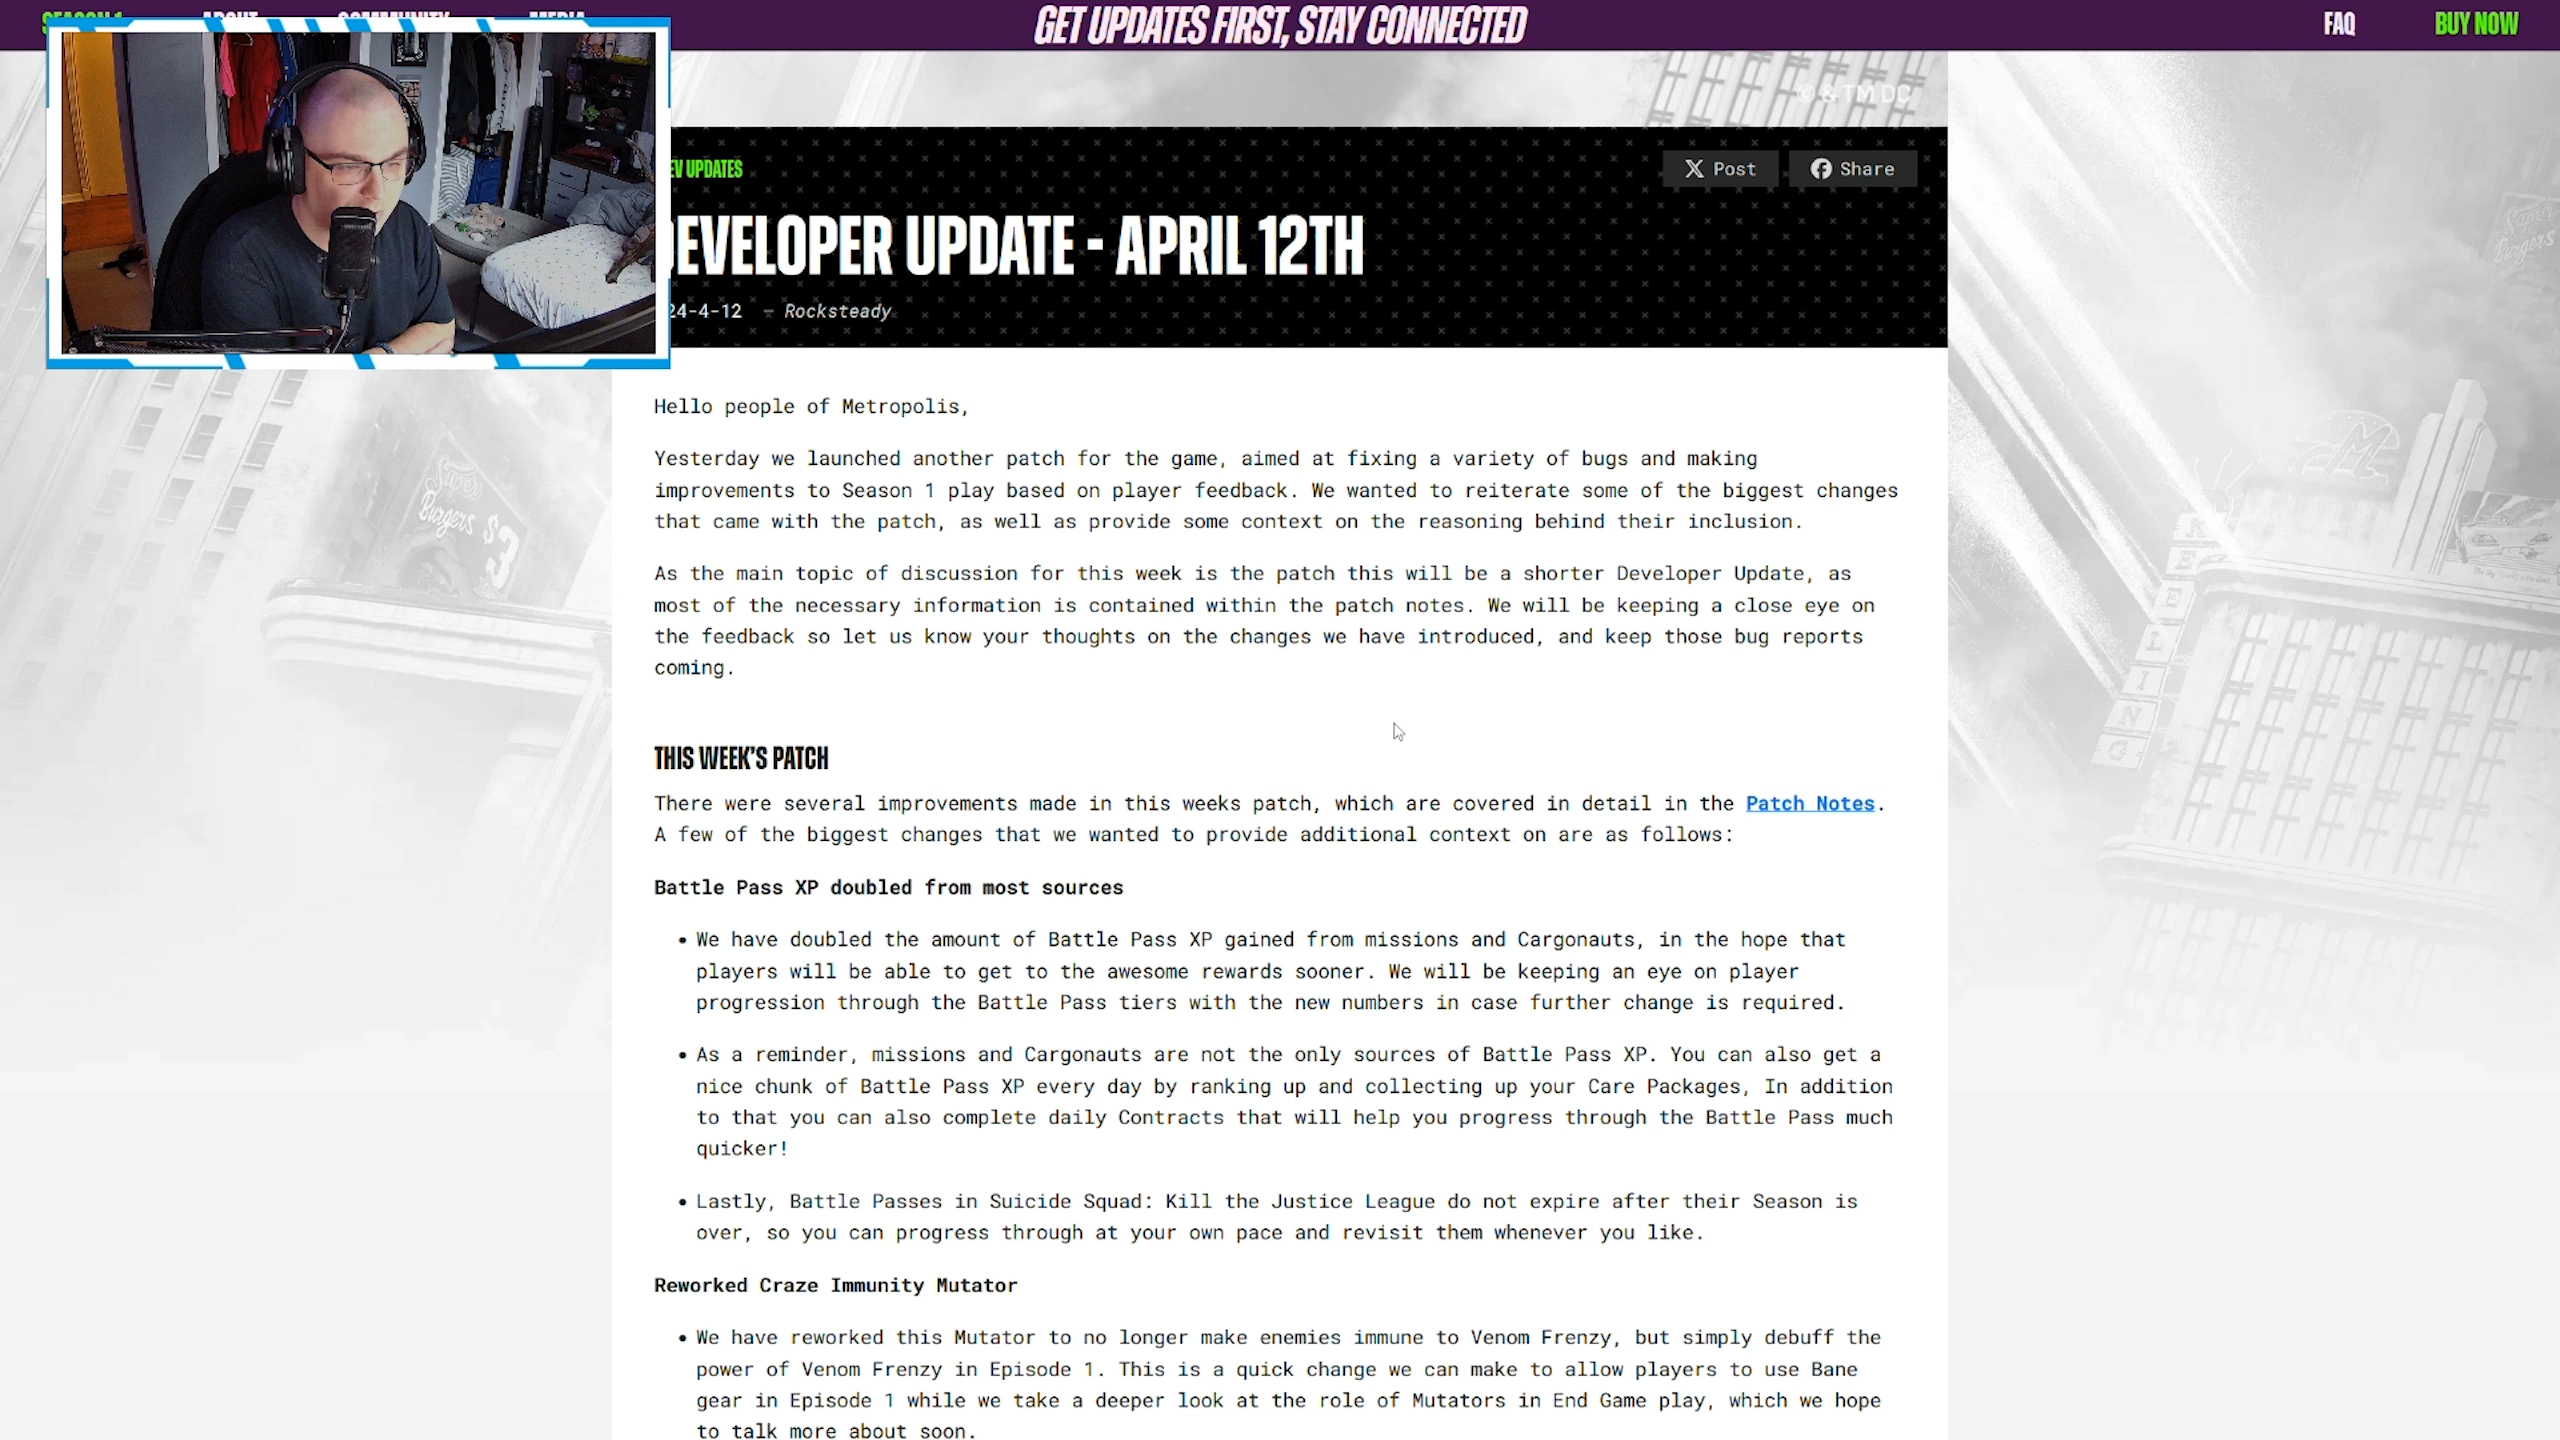 GET UPDATES FIRST, STAY CONNECTED
FAQ
BUY NOW
© & TM DC
EV UPDATES
Post
Share
EVELOPER UPDATE - APRIL 12TH
24-4-12 — Rocksteady
Hello people of Metropolis,
Yesterday we launched another patch for the game, aimed at fixing a variety of bugs and making
improvements to Season 1 play based on player feedback. We wanted to reiterate some of the biggest changes
that came with the patch, as well as provide some context on the reasoning behind their inclusion.
As the main topic of discussion for this week is the patch this will be a shorter Developer Update, as
most of the necessary information is contained within the patch notes. We will be keeping a close eye on
the feedback so let us know your thoughts on the changes we have introduced, and keep those bug reports
coming.
THIS WEEK'S PATCH
There were several improvements made in this weeks patch, which are covered in detail in the Patch Notes.
A few of the biggest changes that we wanted to provide additional context on are as follows:
Battle Pass XP doubled from most sources
• We have doubled the amount of Battle Pass XP gained from missions and Cargonauts, in the hope that
players will be able to get to the awesome rewards sooner. We will be keeping an eye on player
progression through the Battle Pass tiers with the new numbers in case further change is required.
• As a reminder, missions and Cargonauts are not the only sources of Battle Pass XP. You can also get a
nice chunk of Battle Pass XP every day by ranking up and collecting up your Care Packages, In addition
to that you can also complete daily Contracts that will help you progress through the Battle Pass much
quicker!
• Lastly, Battle Passes in Suicide Squad: Kill the Justice League do not expire after their Season is
over, so you can progress through at your own pace and revisit them whenever you like.
Reworked Craze Immunity Mutator
• We have reworked this Mutator to no longer make enemies immune to Venom Frenzy, but simply debuff the
power of Venom Frenzy in Episode 1. This is a quick change we can make to allow players to use Bane
gear in Episode 1 while we take a deeper look at the role of Mutators in End Game play, which we hope
to talk more about soon.
Super
Burgers $3
Super
Burgers